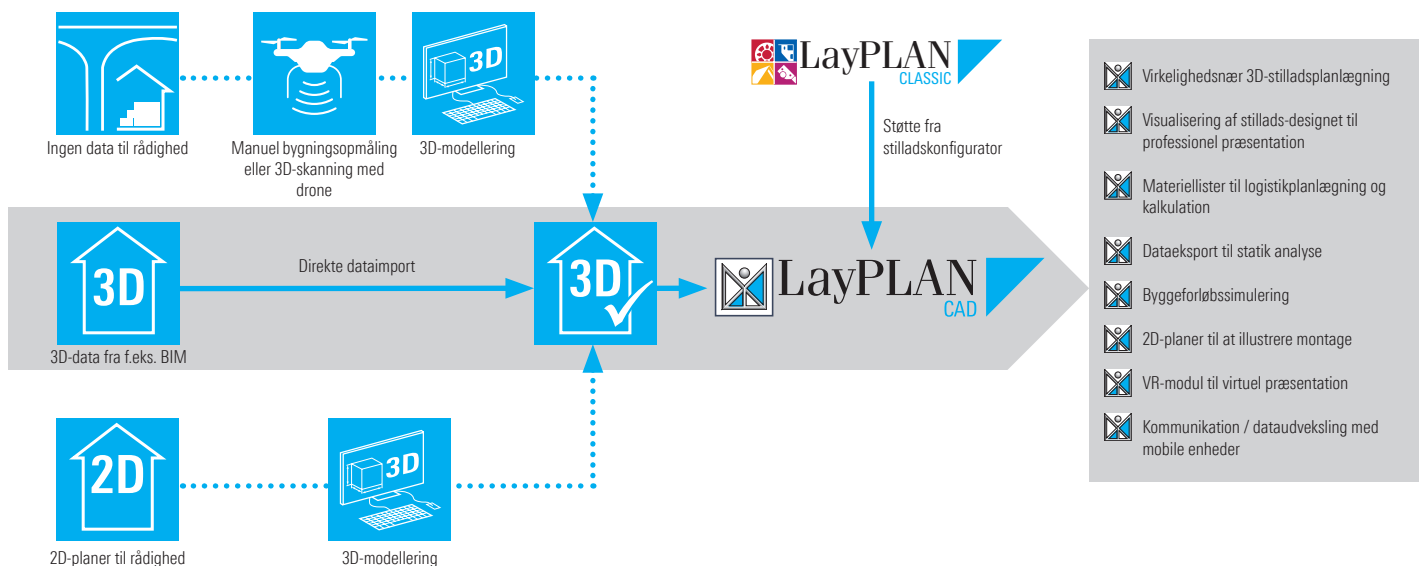 3D
Ingen data til rådighed
Manuel bygningsopmåling
eller 3D-skanning med
drone
3D-modellering
LayPLAN
CLASSIC
Støtte fra
stilladskonfigurator
3D
3D-data fra f.eks. BIM
Direkte dataimport
3D
LayPLAN
CAD
2D
2D-planer til rådighed
3D
3D-modellering
Virkelighedsnær 3D-stilladsplanlægning
Visualisering af stillads-designet til
professionel præsentation
Materiellister til logistikplanlægning og
kalkulation
Dataeksport til statik analyse
Byggeforløbssimulering
2D-planer til at illustrere montage
VR-modul til virtuel præsentation
Kommunikation / dataudveksling med
mobile enheder